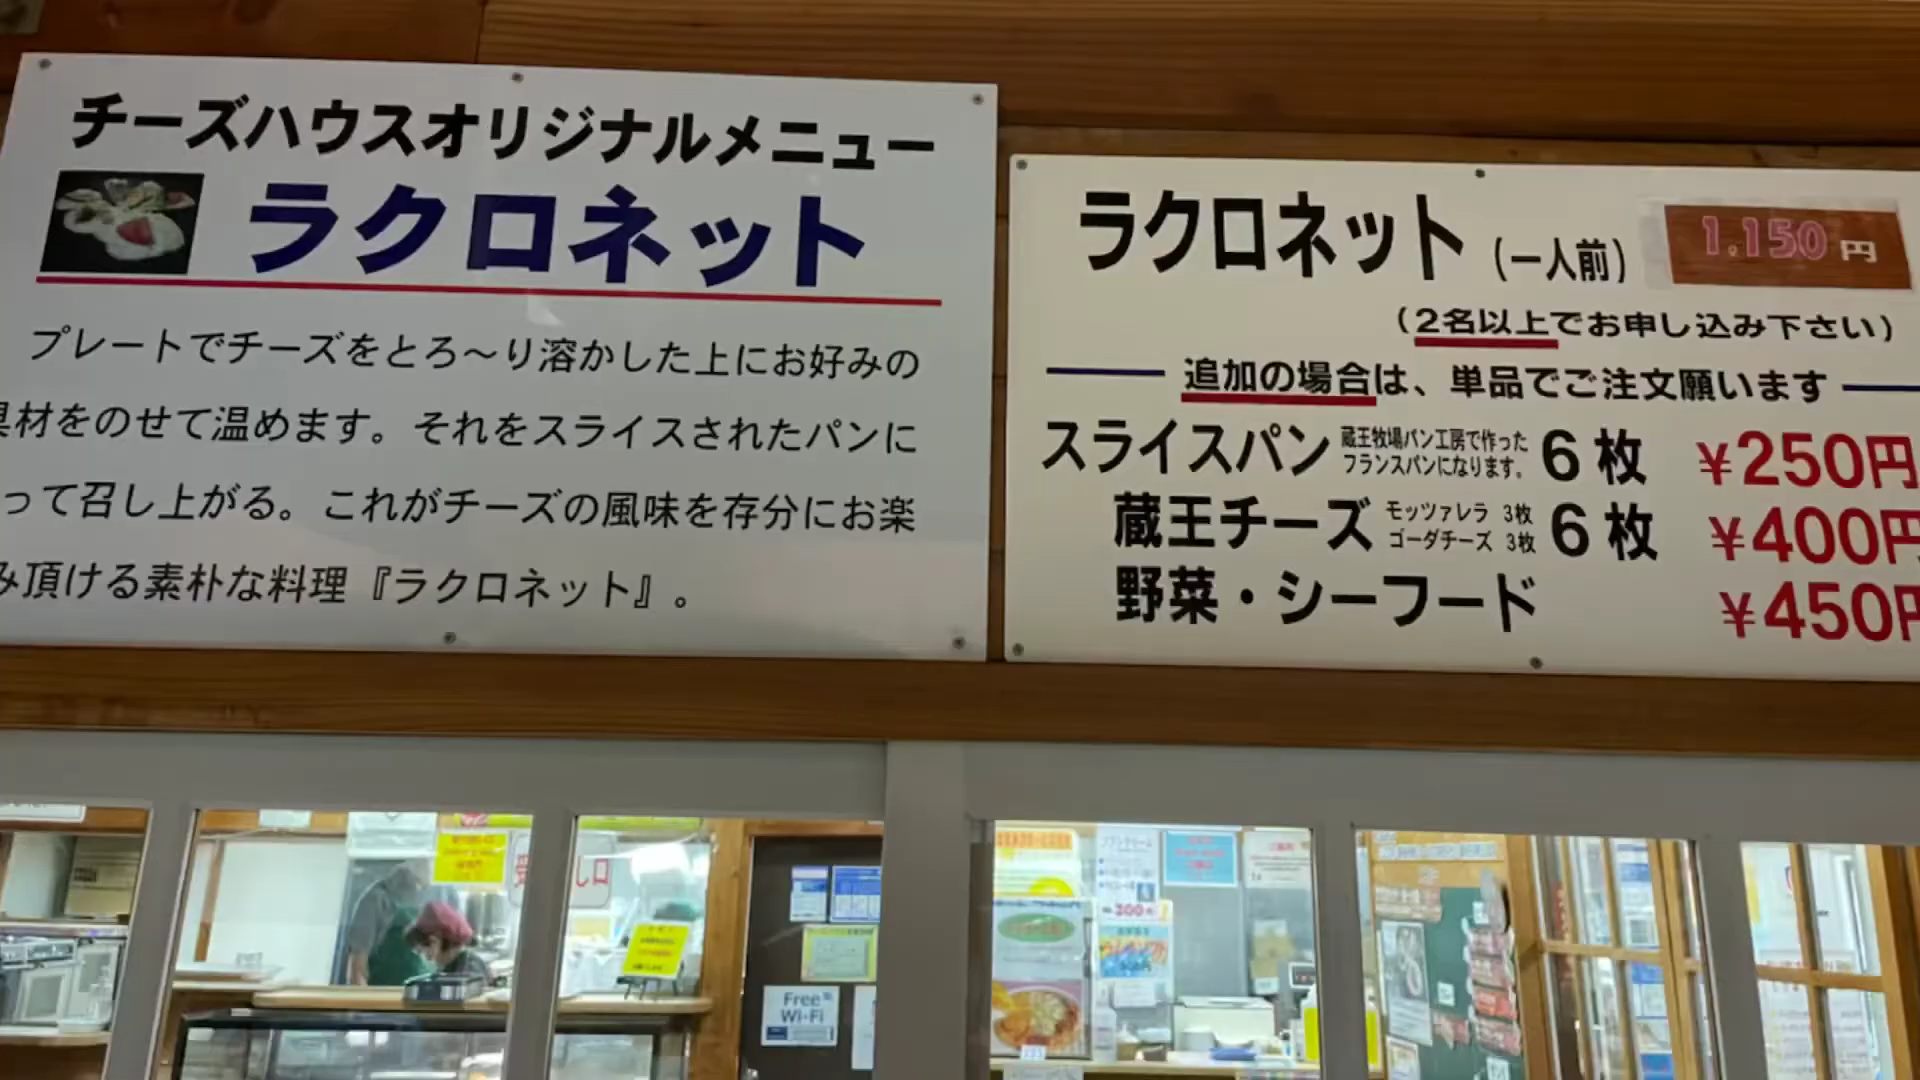 チーズハウスオリジナルメニュー
ラクロネット
プレートでチーズをとろ～り溶かした上にお好みの
具材をのせて温めます。それをスライスされたパンに
って召し上がる。これがチーズの風味を存分にお楽
み頂ける素朴な料理『ラクロネット』。
ラクロネット (一人前) 1,150円
(2名以上でお申し込み下さい)
追加の場合は、単品でご注文願います
スライスパン 蔵王牧場パン工房で作った フランスパンになります。 6枚 ¥250円
蔵王チーズ モッツァレラ 3枚 ゴーダチーズ 3枚 6枚 ¥400円
野菜・シーフード ¥450円
し口
Free
Wi-Fi